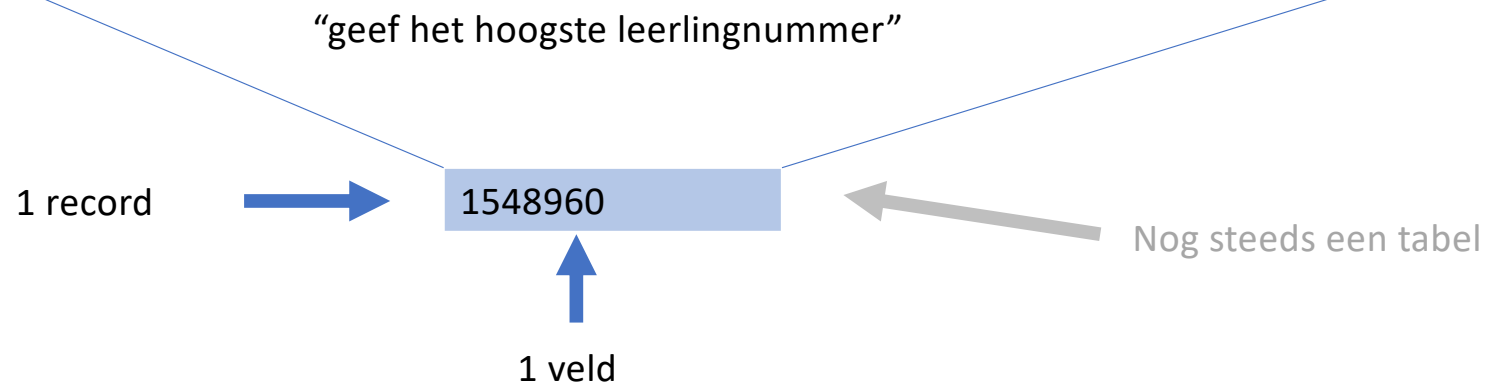 “geef het hoogste leerlingnummer”
1 record
1548960
Nog steeds een tabel
1 veld